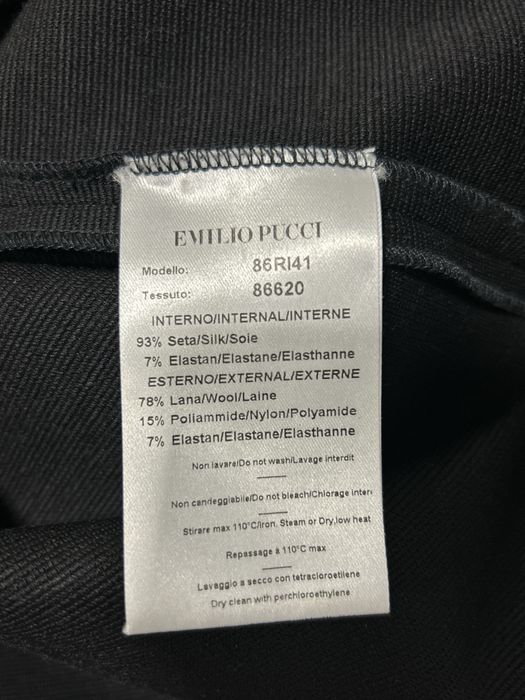 EMILIO PUCCI
Modello: 86RI41
Tessuto: 86620
INTERNO/INTERNAL/INTERNE
93% Seta/Silk/Soie
7% Elastan/Elastane/Elasthanne
ESTERNO/EXTERNAL/EXTERNE
78% Lana/Wool/Laine
15% Poliammide/Nylon/Polyamide
7% Elastan/Elastane/Elasthanne
Non lavare/Do not wash/Lavage interdit
Non candeggiabile/Do not bleach/Chlorage inter
Stirare max 110°C/Iron. Steam or Dry,low heat
Repassage à 110°C max
Lavaggio a secco con tetracloroetilene
Dry clean with perchloroethylene